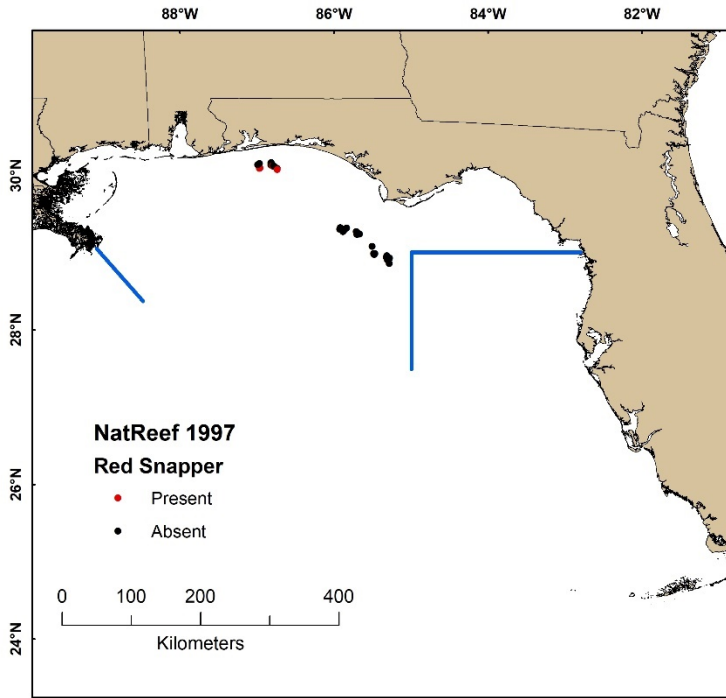 88°W 86°W 84°W 82°W
30°N
28°N
26°N
24°N
NatReef 1997
Red Snapper
Present
Absent
0 100 200 400
Kilometers